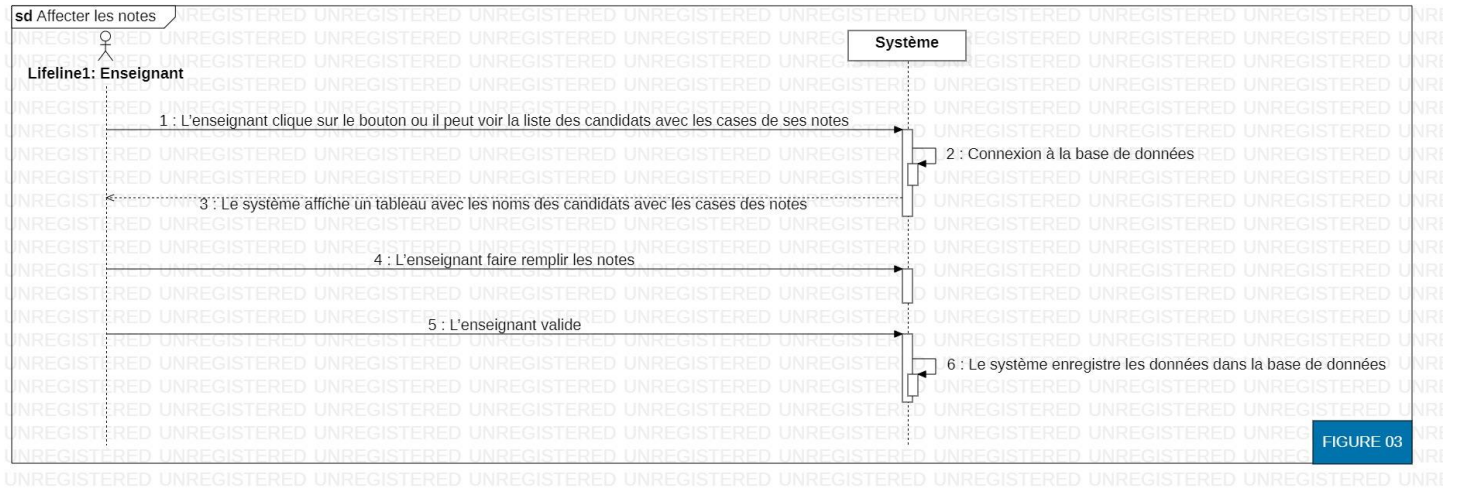 sd Affecter les notes
Lifeline1: Enseignant
Système
1 : L'enseignant clique sur le bouton ou il peut voir la liste des candidats avec les cases de ses notes
2 : Connexion à la base de données
3 : Le système affiche un tableau avec les noms des candidats avec les cases des notes
4 : L'enseignant faire remplir les notes
5 : L'enseignant valide
6 : Le système enregistre les données dans la base de données
FIGURE 03
UNREGISTERED